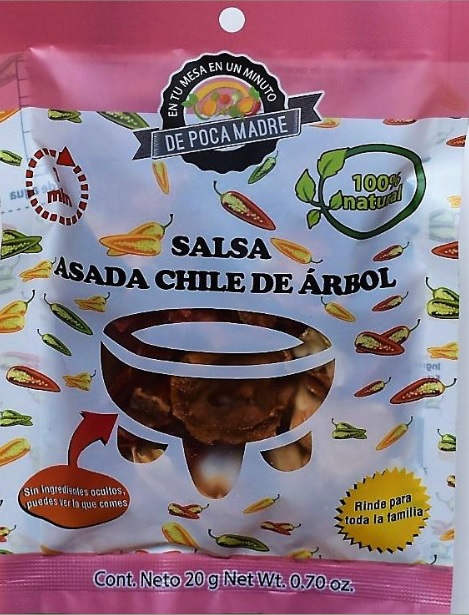 EN TU MESA EN UN MINUTO
DE POCA MADRE
1
min
100%
natural
SALSA
ASADA CHILE DE ÁRBOL
Sin ingredientes ocultos,
puedes ver lo que comes
Rinde para
toda la familia
Cont. Neto 20 g Net Wt. 0.70 oz.